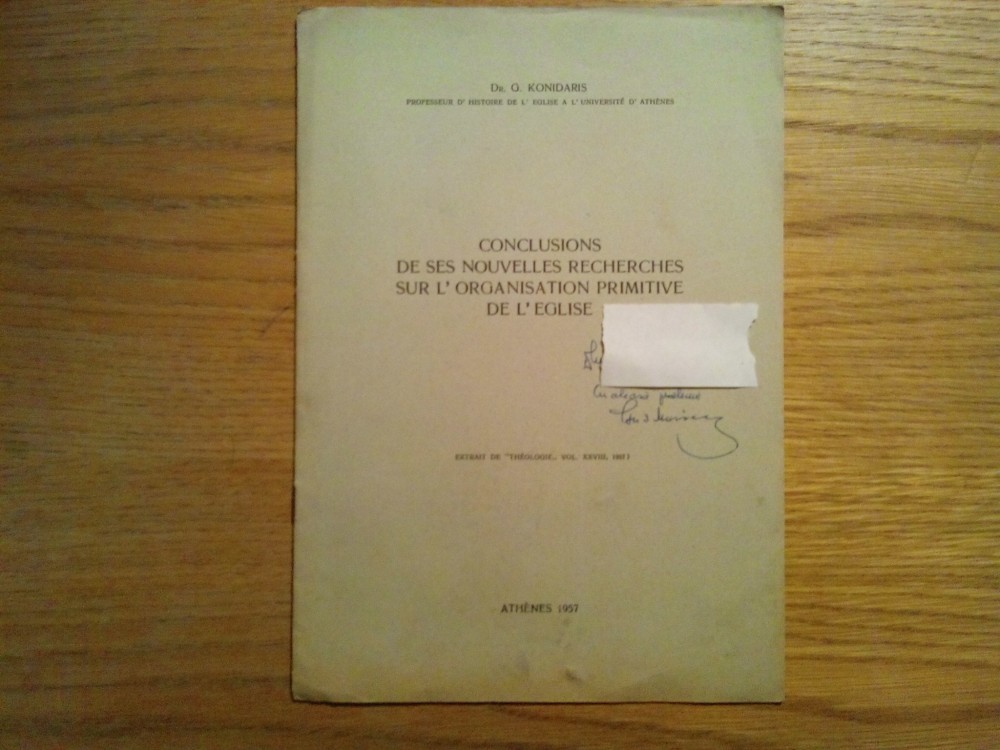 DR. G. KONIDARIS
PROFESSEUR D' HISTOIRE DE L' EGLISE A L' UNIVERSITÉ D' ATHÈNES
CONCLUSIONS
DE SES NOUVELLES RECHERCHES
SUR L' ORGANISATION PRIMITIVE
DE L' EGLISE
EXTRAIT DE "THÉOLOGIE„ VOL. XXVIII, 1957)
ATHÈNES 1957